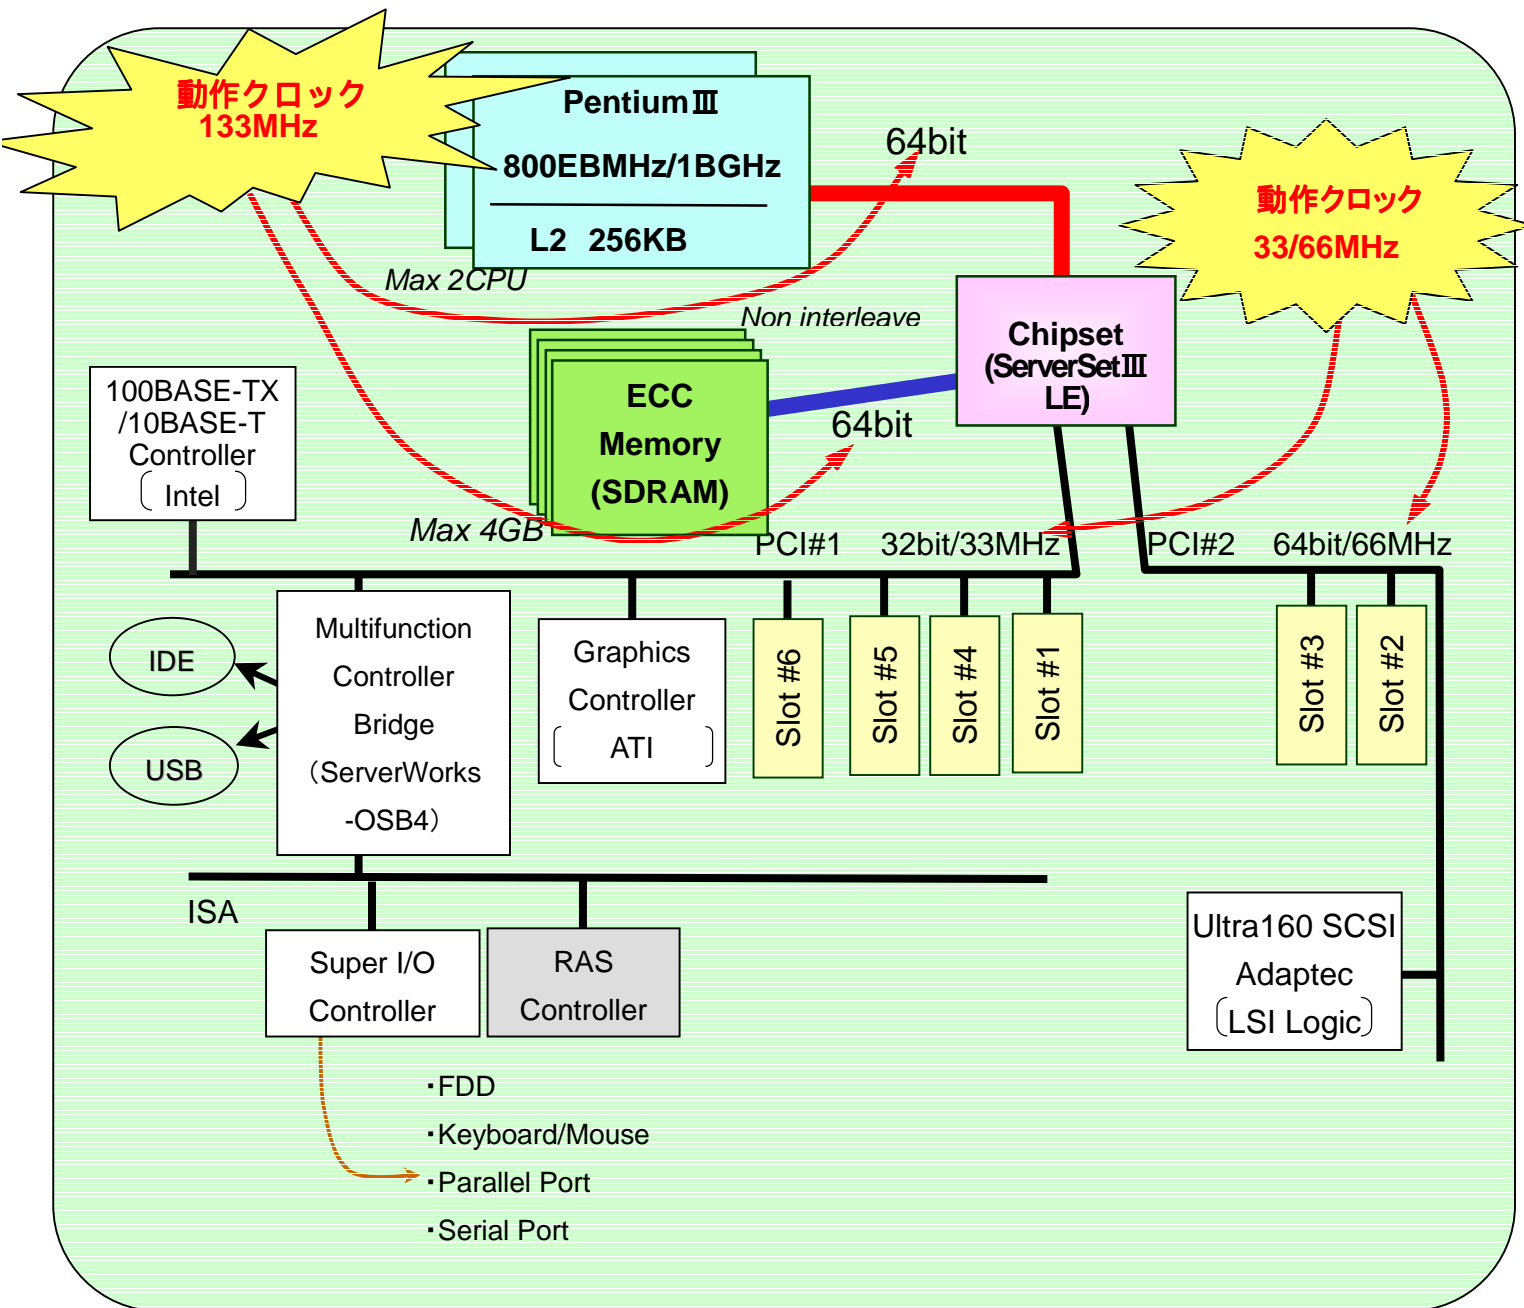 動作クロック
133MHz
PentiumⅢ
800EBMHz/1BGHz
L2 256KB
Max 2CPU
64bit
動作クロック
33/66MHz
Non interleave
Chipset
(ServerSetⅢ
LE)
100BASE-TX
/10BASE-T
Controller
〔 Intel 〕
ECC
Memory
(SDRAM)
64bit
Max 4GB
PCI#1 32bit/33MHz
PCI#2 64bit/66MHz
IDE
USB
Multifunction
Controller
Bridge
（ServerWorks
-OSB4）
Graphics
Controller
〔 ATI 〕
Slot #6
Slot #5
Slot #4
Slot #1
Slot #3
Slot #2
ISA
Super I/O
Controller
RAS
Controller
Ultra160 SCSI
Adaptec
〔LSI Logic〕
・FDD
・Keyboard/Mouse
・Parallel Port
・Serial Port